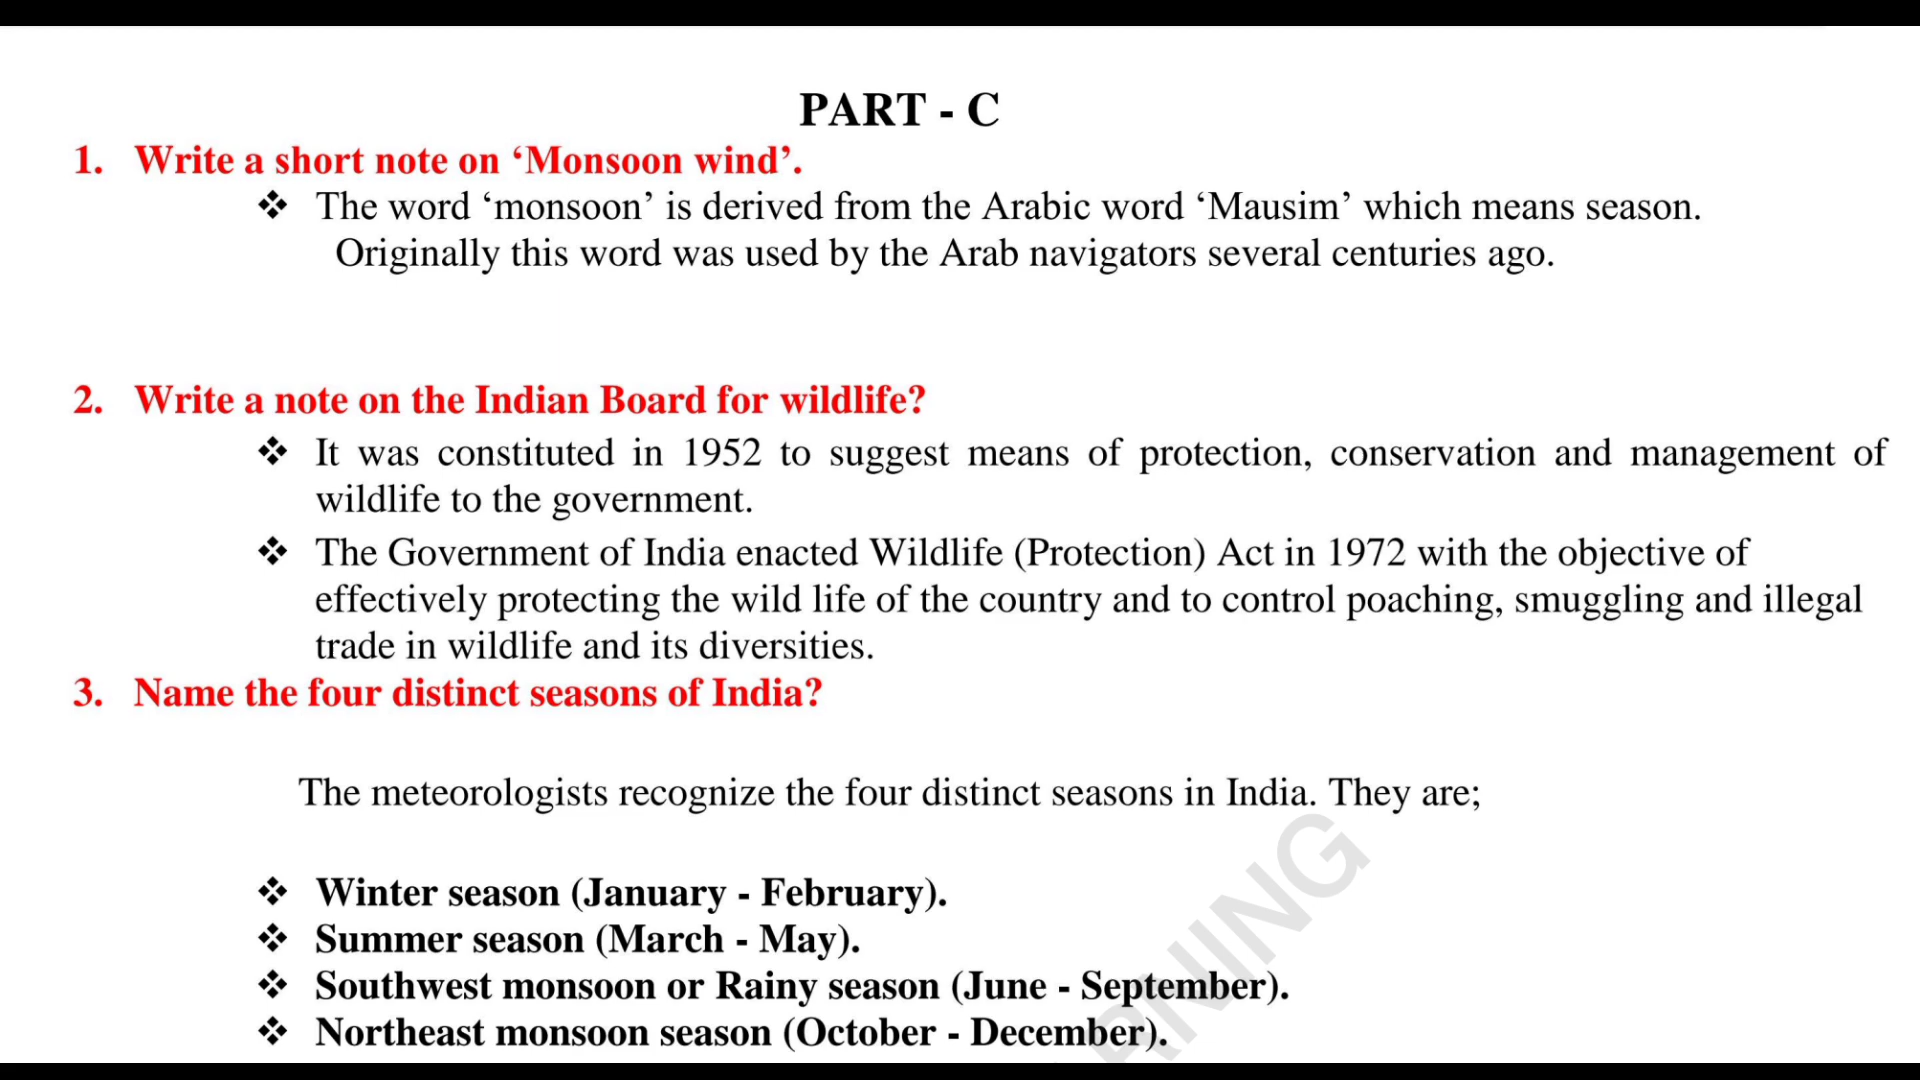 PART - C
1. Write a short note on ‘Monsoon wind’.
❖ The word ‘monsoon’ is derived from the Arabic word ‘Mausim’ which means season.
Originally this word was used by the Arab navigators several centuries ago.
2. Write a note on the Indian Board for wildlife?
❖ It was constituted in 1952 to suggest means of protection, conservation and management of
wildlife to the government.
❖ The Government of India enacted Wildlife (Protection) Act in 1972 with the objective of
effectively protecting the wild life of the country and to control poaching, smuggling and illegal
trade in wildlife and its diversities.
3. Name the four distinct seasons of India?
The meteorologists recognize the four distinct seasons in India. They are;
❖ Winter season (January - February).
❖ Summer season (March - May).
❖ Southwest monsoon or Rainy season (June - September).
❖ Northeast monsoon season (October - December).